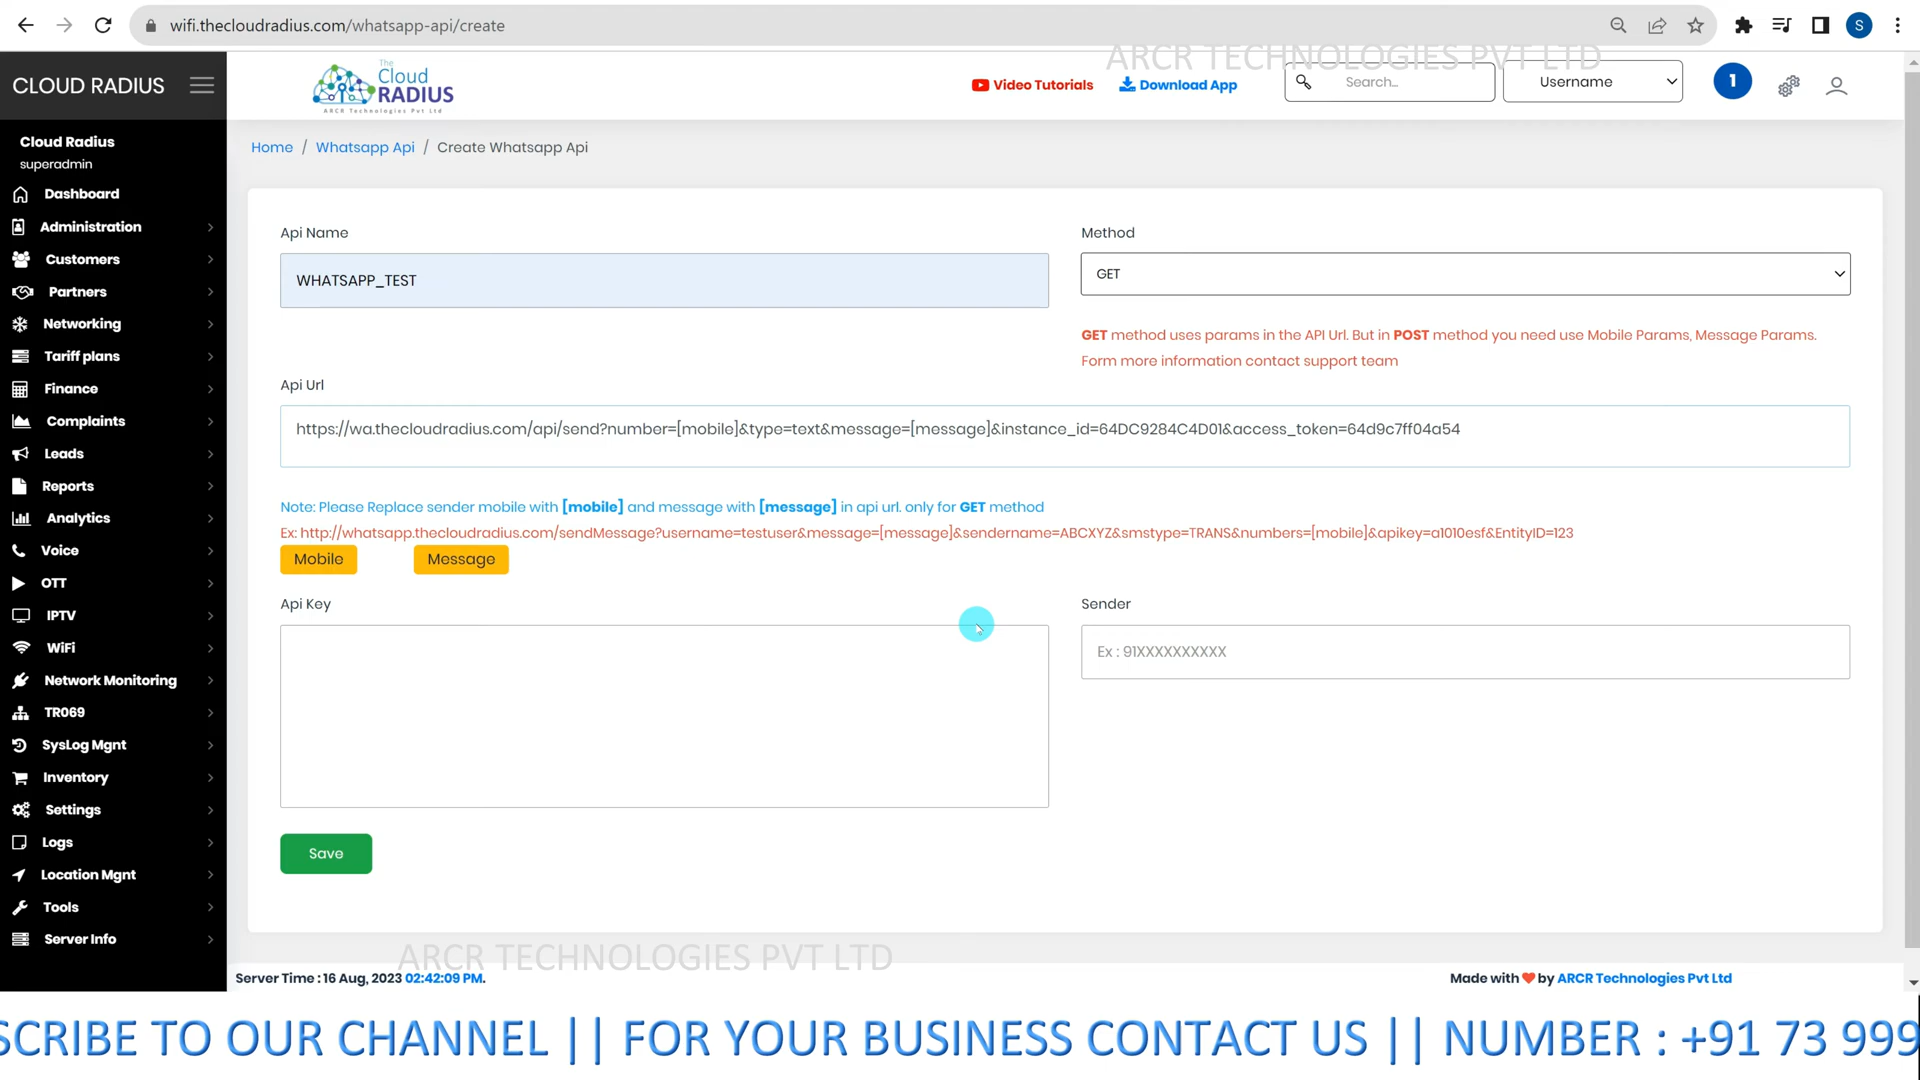 wifi.thecloudradius.com/whatsapp-api/create
S
ARCR TECHNOLOGIES PVT LTD
CLOUD RADIUS
The
Cloud
RADIUS
ARCR Technologies Pvt Ltd
Video Tutorials
Download App
Search...
Username
1
Cloud Radius
superadmin
Dashboard
Administration
Customers
Partners
Networking
Tariff plans
Finance
Complaints
Leads
Reports
Analytics
Voice
OTT
IPTV
WiFi
Network Monitoring
TR069
SysLog Mgnt
Inventory
Settings
Logs
Location Mgnt
Tools
Server Info
Home / Whatsapp Api / Create Whatsapp Api
Api Name
WHATSAPP_TEST
Method
GET
GET method uses params in the API Url. But in POST method you need use Mobile Params, Message Params.
Form more information contact support team
Api Url
https://wa.thecloudradius.com/api/send?number=[mobile]&type=text&message=[message]&instance_id=64DC9284C4D01&access_token=64d9c7ff04a54
Note: Please Replace sender mobile with [mobile] and message with [message] in api url. only for GET method
Ex: http://whatsapp.thecloudradius.com/sendMessage?username=testuser&message=[message]&sendername=ABCXYZ&smstype=TRANS&numbers=[mobile]&apikey=a1010esf&EntityID=123
Mobile
Message
Api Key
Sender
Ex : 91XXXXXXXXXX
Save
ARCR TECHNOLOGIES PVT LTD
Server Time : 16 Aug, 2023 02:42:09 PM.
Made with ❤ by ARCR Technologies Pvt Ltd
SCRIBE TO OUR CHANNEL || FOR YOUR BUSINESS CONTACT US || NUMBER : +91 73 999